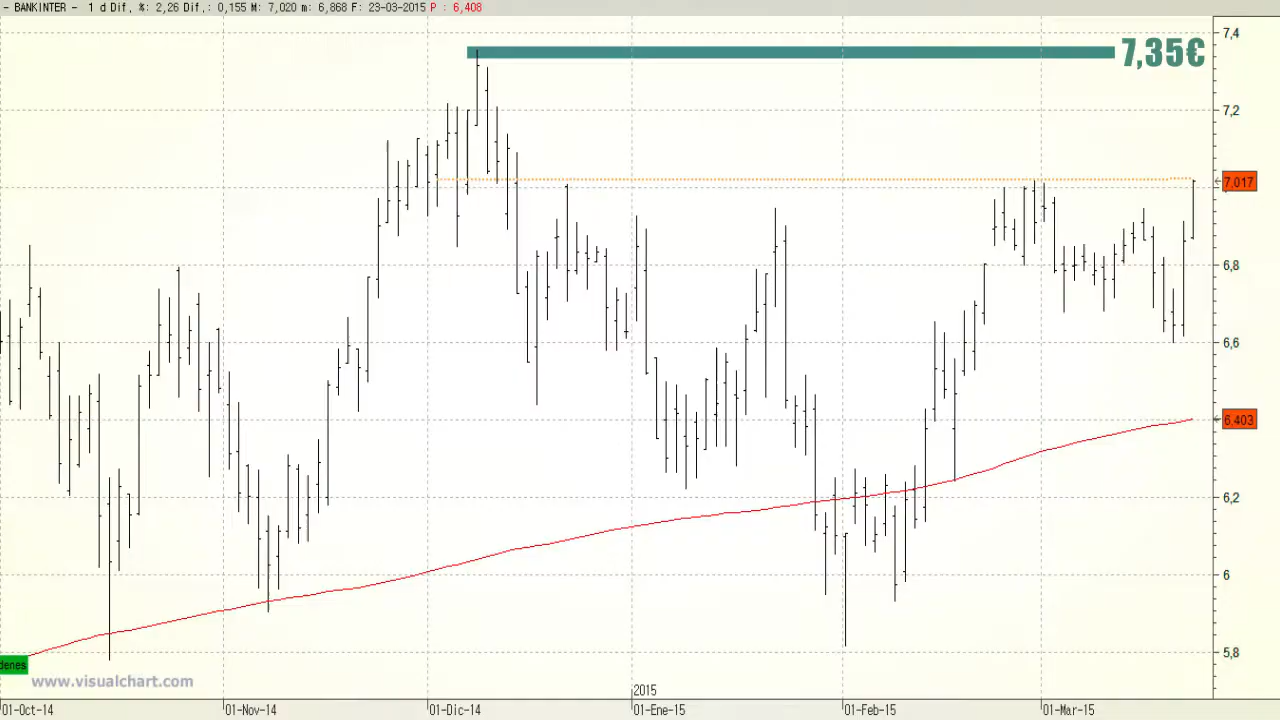 - BANKINTER - 1 d Dif. %: 2,26 Dif.: 0,155 M: 7,020 m: 6,868 F: 23-03-2015 P : 6,408
7,35€
7,4
7,2
7,017
6,8
6,6
6,403
6,2
6
5,8
denes
www.visualchart.com
2015
01-Oct-14 01-Nov-14 01-Dic-14 01-Ene-15 01-Feb-15 01-Mar-15